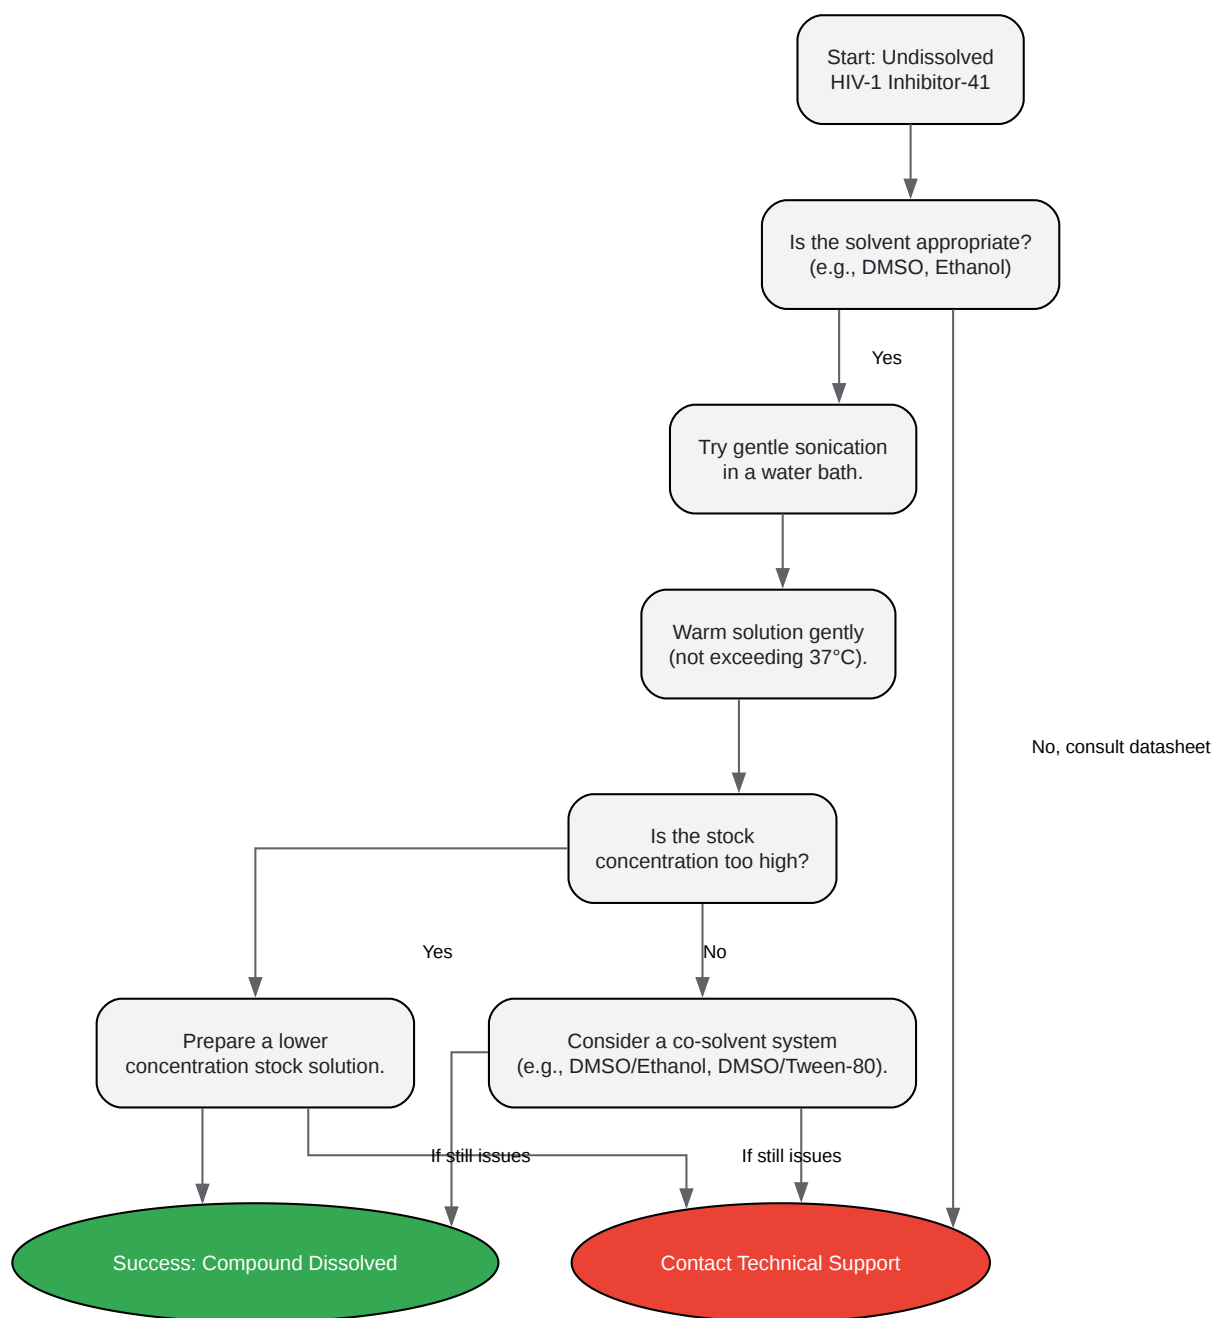 Start: Undissolved
HIV-1 Inhibitor-41
Is the solvent appropriate?
(e.g., DMSO, Ethanol)
Yes
Try gentle sonication
in a water bath.
Warm solution gently
(not exceeding 37°C).
No, consult datasheet
Is the stock
concentration too high?
Yes
No
Prepare a lower
concentration stock solution.
Consider a co-solvent system
(e.g., DMSO/Ethanol, DMSO/Tween-80).
If still issues
If still issues
Success: Compound Dissolved
Contact Technical Support